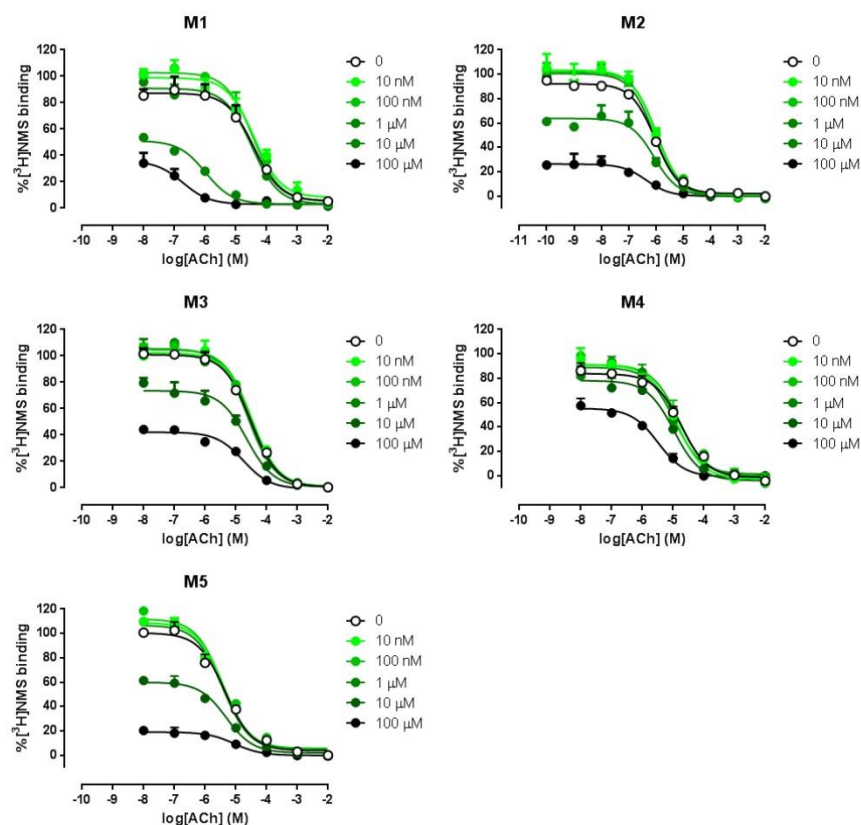 M1
%[³H]NMS binding
120
100
80
60
40
20
0
-10 -9 -8 -7 -6 -5 -4 -3 -2
log[ACh] (M)
0
10 nM
100 nM
1 µM
10 µM
100 µM
M2
%[³H]NMS binding
120
100
80
60
40
20
0
-11 -10 -9 -8 -7 -6 -5 -4 -3 -2
log[ACh] (M)
0
10 nM
100 nM
1 µM
10 µM
100 µM
M3
%[³H]NMS binding
120
100
80
60
40
20
0
-10 -9 -8 -7 -6 -5 -4 -3 -2
log[ACh] (M)
0
10 nM
100 nM
1 µM
10 µM
100 µM
M4
%[³H]NMS binding
120
100
80
60
40
20
0
-10 -9 -8 -7 -6 -5 -4 -3 -2
log[ACh] (M)
0
10 nM
100 nM
1 µM
10 µM
100 µM
M5
%[³H]NMS binding
120
100
80
60
40
20
0
-10 -9 -8 -7 -6 -5 -4 -3 -2
log[ACh] (M)
0
10 nM
100 nM
1 µM
10 µM
100 µM